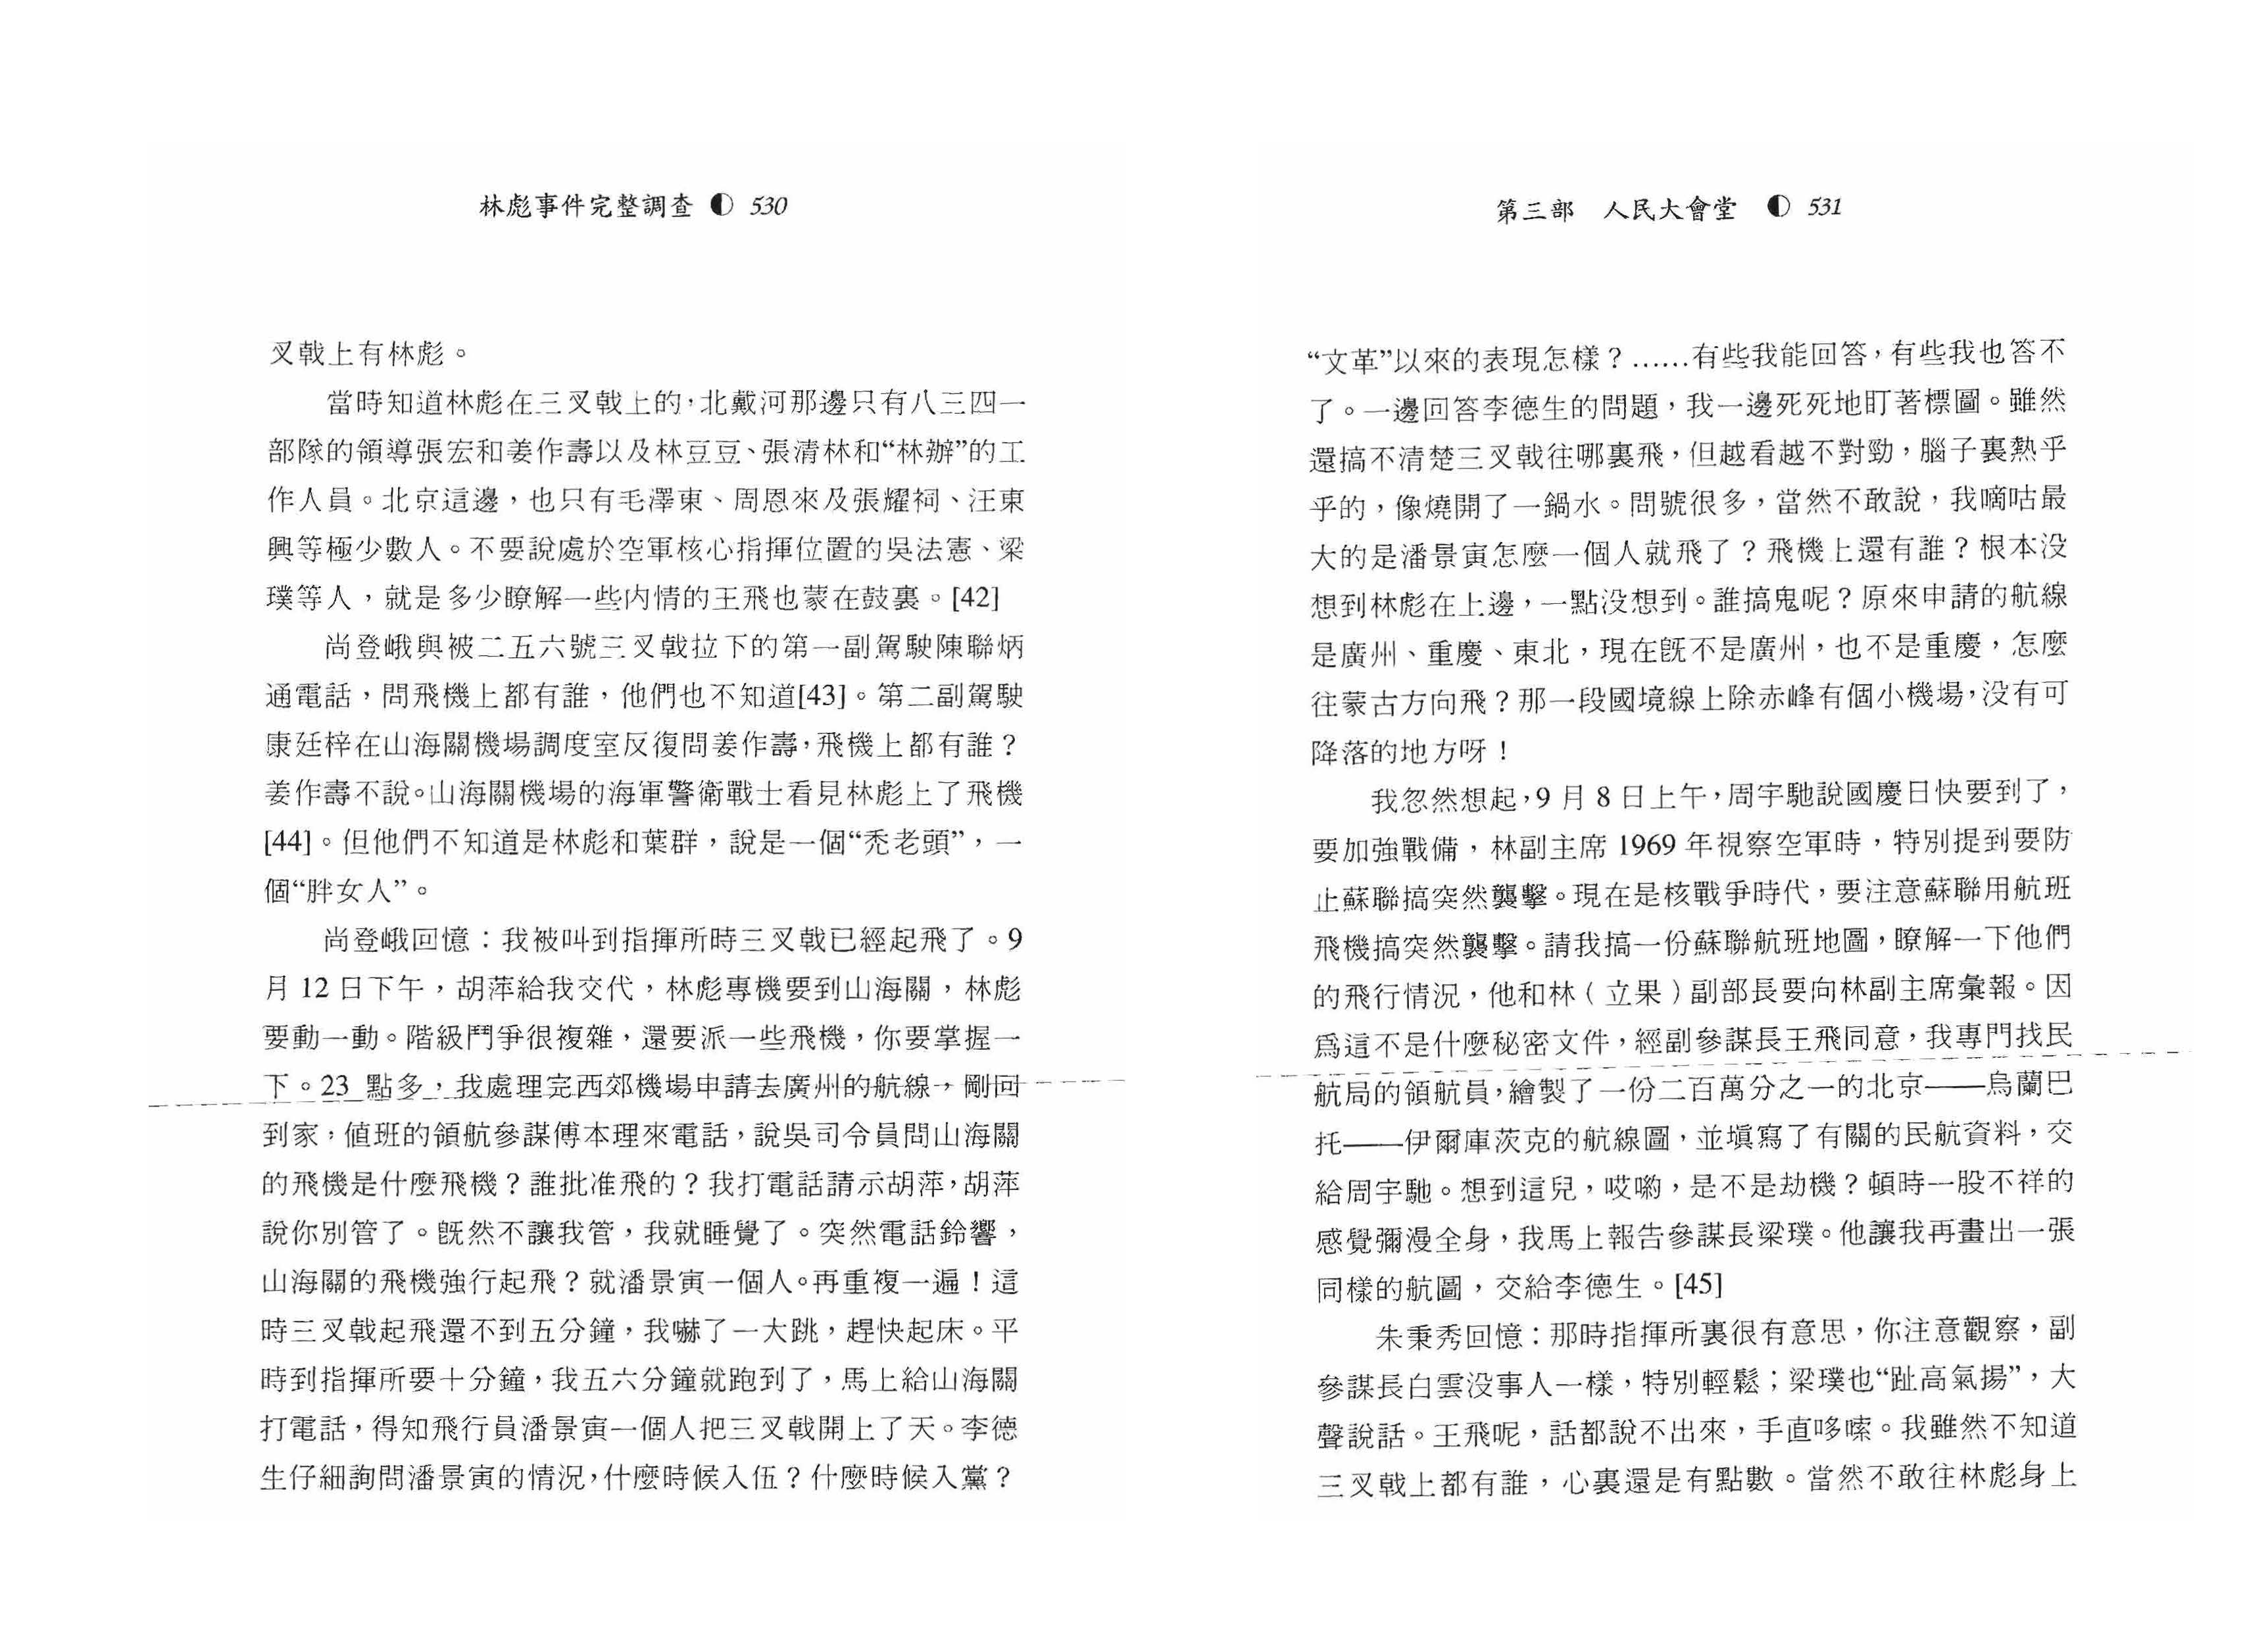 林彪事件完整調查 ◐ 530
叉戟上有林彪。
當時知道林彪在三叉戟上的，北戴河那邊只有八三四一
部隊的領導張宏和姜作壽以及林豆豆、張清林和“林辦”的工
作人員。北京這邊，也只有毛澤東、周恩來及張耀祠、汪東
興等極少數人。不要說處於空軍核心指揮位置的吳法憲、梁
璞等人，就是多少瞭解一些内情的王飛也蒙在鼓裏。[42]
尚登峨與被二五六號三叉戟拉下的第一副駕駛陳聯炳
通電話，問飛機上都有誰，他們也不知道[43]。第二副駕駛
康廷梓在山海關機場調度室反復問姜作壽，飛機上都有誰？
姜作壽不說。山海關機場的海軍警衛戰士看見林彪上了飛機
[44]。但他們不知道是林彪和葉群，說是一個“禿老頭”，一
個“胖女人”。
尚登峨回憶：我被叫到指揮所時三叉戟已經起飛了。9
月 12 日下午，胡萍給我交代，林彪專機要到山海關，林彪
要動一動。階級鬥爭很複雜，還要派一些飛機，你要掌握一
下。23 點多，我處理完西郊機場申請去廣州的航線，剛回
到家，值班的領航參謀傅本理來電話，說吳司令員問山海關
的飛機是什麼飛機？誰批准飛的？我打電話請示胡萍，胡萍
說你別管了。既然不讓我管，我就睡覺了。突然電話鈴響，
山海關的飛機強行起飛？就潘景寅一個人。再重複一遍！這
時三叉戟起飛還不到五分鐘，我嚇了一大跳，趕快起床。平
時到指揮所要十分鐘，我五六分鐘就跑到了，馬上給山海關
打電話，得知飛行員潘景寅一個人把三叉戟開上了天。李德
生仔細詢問潘景寅的情況，什麼時候入伍？什麼時候入黨？
第三部　人民大會堂 ◐ 531
“文革”以來的表現怎樣？……有些我能回答，有些我也答不
了。一邊回答李德生的問題，我一邊死死地盯著標圖。雖然
還搞不清楚三叉戟往哪裏飛，但越看越不對勁，腦子裏熱乎
乎的，像燒開了一鍋水。問號很多，當然不敢說，我嘀咕最
大的是潘景寅怎麼一個人就飛了？飛機上還有誰？根本没
想到林彪在上邊，一點没想到。誰搞鬼呢？原來申請的航線
是廣州、重慶、東北，現在既不是廣州，也不是重慶，怎麼
往蒙古方向飛？那一段國境線上除赤峰有個小機場，没有可
降落的地方呀！
我忽然想起，9 月 8 日上午，周宇馳說國慶日快要到了，
要加強戰備，林副主席 1969 年視察空軍時，特別提到要防
止蘇聯搞突然襲擊。現在是核戰爭時代，要注意蘇聯用航班
飛機搞突然襲擊。請我搞一份蘇聯航班地圖，瞭解一下他們
的飛行情況，他和林（立果）副部長要向林副主席彙報。因
爲這不是什麼秘密文件，經副參謀長王飛同意，我專門找民
航局的領航員，繪製了一份二百萬分之一的北京——烏蘭巴
托——伊爾庫茨克的航線圖，並填寫了有關的民航資料，交
給周宇馳。想到這兒，哎喲，是不是劫機？頓時一股不祥的
感覺彌漫全身，我馬上報告參謀長梁璞。他讓我再畫出一張
同樣的航圖，交給李德生。[45]
朱秉秀回憶：那時指揮所裏很有意思，你注意觀察，副
參謀長白雲没事人一樣，特別輕鬆；梁璞也“趾高氣揚”，大
聲說話。王飛呢，話都說不出來，手直哆嗦。我雖然不知道
三叉戟上都有誰，心裏還是有點數。當然不敢往林彪身上